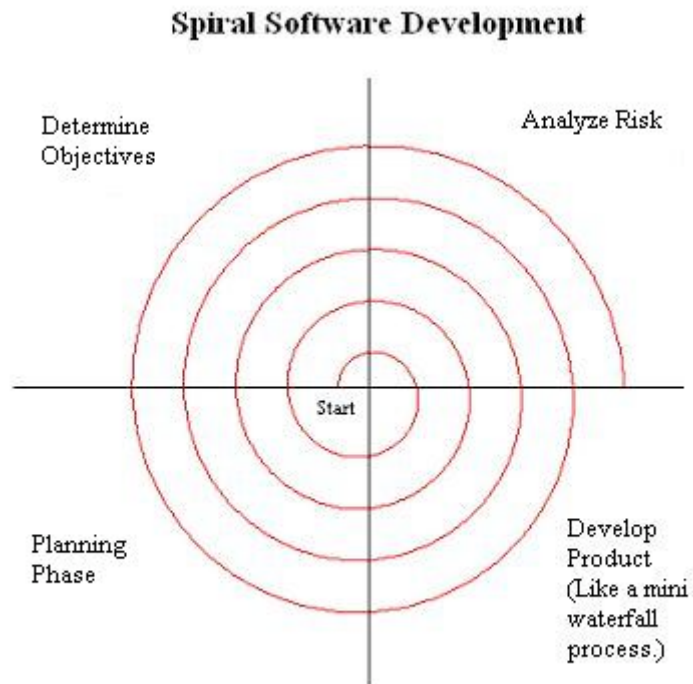 Spiral Software Development
Determine
Objectives
Analyze Risk
Start
Planning
Phase
Develop
Product
(Like a mini
waterfall
process.)